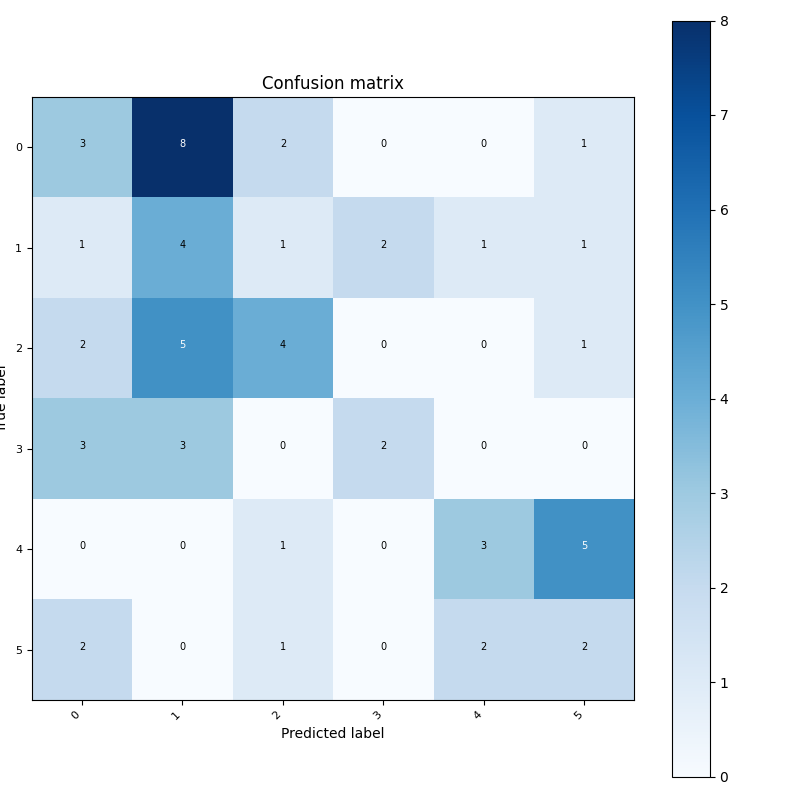 Confusion matrix
0 3 8 2 0 0 1
1 1 4 1 2 1 1
2 2 5 4 0 0 1
3 3 3 0 2 0 0
4 0 0 1 0 3 5
5 2 0 1 0 2 2
0 1 2 3 4 5
Predicted label
8
7
6
5
4
3
2
1
0